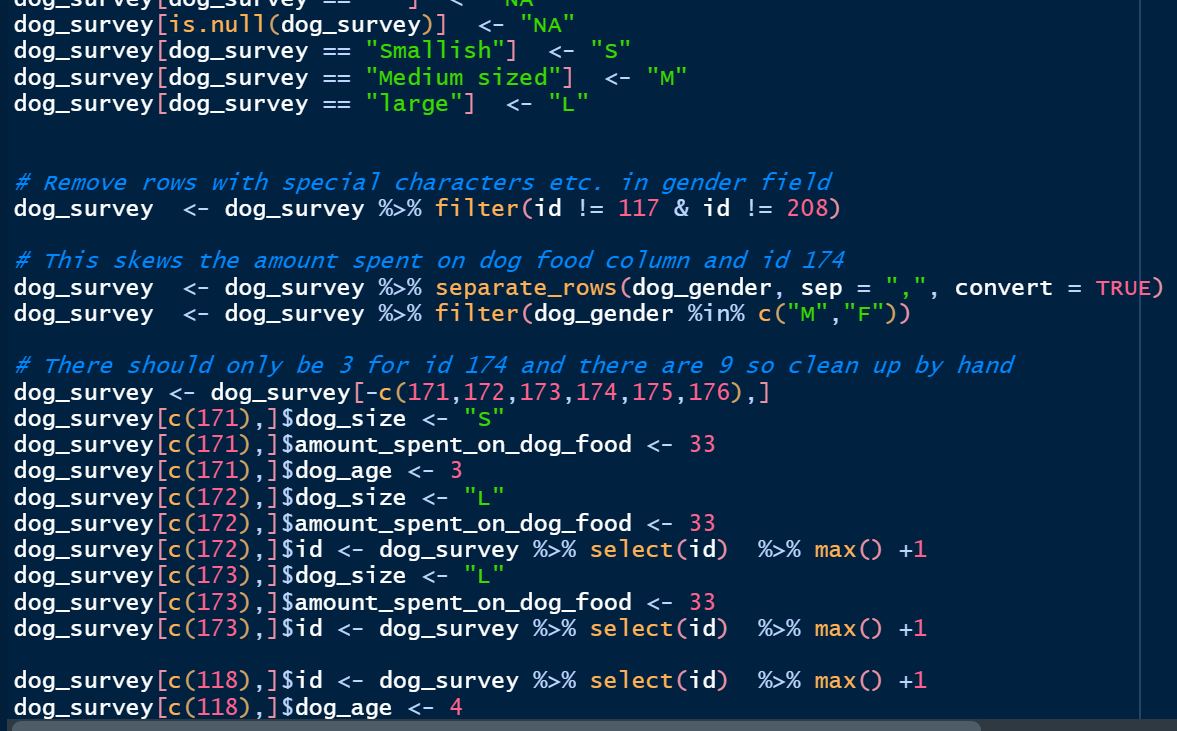 dog_survey[dog_survey == " "] <- "NA"
dog_survey[is.null(dog_survey)]  <- "NA"
dog_survey[dog_survey == "Smallish"]  <- "S"
dog_survey[dog_survey == "Medium sized"]  <- "M"
dog_survey[dog_survey == "large"]  <- "L"
# Remove rows with special characters etc. in gender field
dog_survey  <- dog_survey %>% filter(id != 117 & id != 208)
# This skews the amount spent on dog food column and id 174
dog_survey  <- dog_survey %>% separate_rows(dog_gender, sep = ",", convert = TRUE)
dog_survey  <- dog_survey %>% filter(dog_gender %in% c("M","F"))
# There should only be 3 for id 174 and there are 9 so clean up by hand
dog_survey <- dog_survey[-c(171,172,173,174,175,176),]
dog_survey[c(171),]$dog_size <- "S"
dog_survey[c(171),]$amount_spent_on_dog_food <- 33
dog_survey[c(171),]$dog_age <- 3
dog_survey[c(172),]$dog_size <- "L"
dog_survey[c(172),]$amount_spent_on_dog_food <- 33
dog_survey[c(172),]$id <- dog_survey %>% select(id)  %>% max() +1
dog_survey[c(173),]$dog_size <- "L"
dog_survey[c(173),]$amount_spent_on_dog_food <- 33
dog_survey[c(173),]$id <- dog_survey %>% select(id)  %>% max() +1
dog_survey[c(118),]$id <- dog_survey %>% select(id)  %>% max() +1
dog_survey[c(118),]$dog_age <- 4